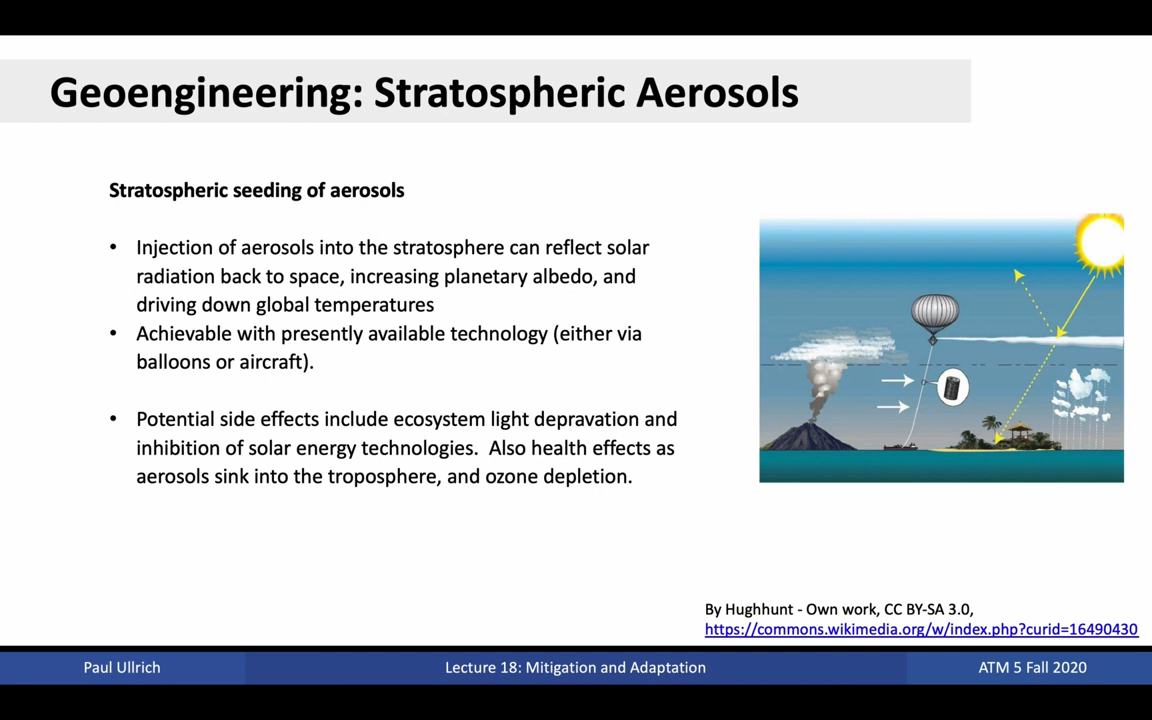 Geoengineering: Stratospheric Aerosols
Stratospheric seeding of aerosols
• Injection of aerosols into the stratosphere can reflect solar
radiation back to space, increasing planetary albedo, and
driving down global temperatures
• Achievable with presently available technology (either via
balloons or aircraft).
• Potential side effects include ecosystem light depravation and
inhibition of solar energy technologies.  Also health effects as
aerosols sink into the troposphere, and ozone depletion.
By Hughhunt - Own work, CC BY-SA 3.0,
https://commons.wikimedia.org/w/index.php?curid=16490430
Paul Ullrich
Lecture 18: Mitigation and Adaptation
ATM 5 Fall 2020